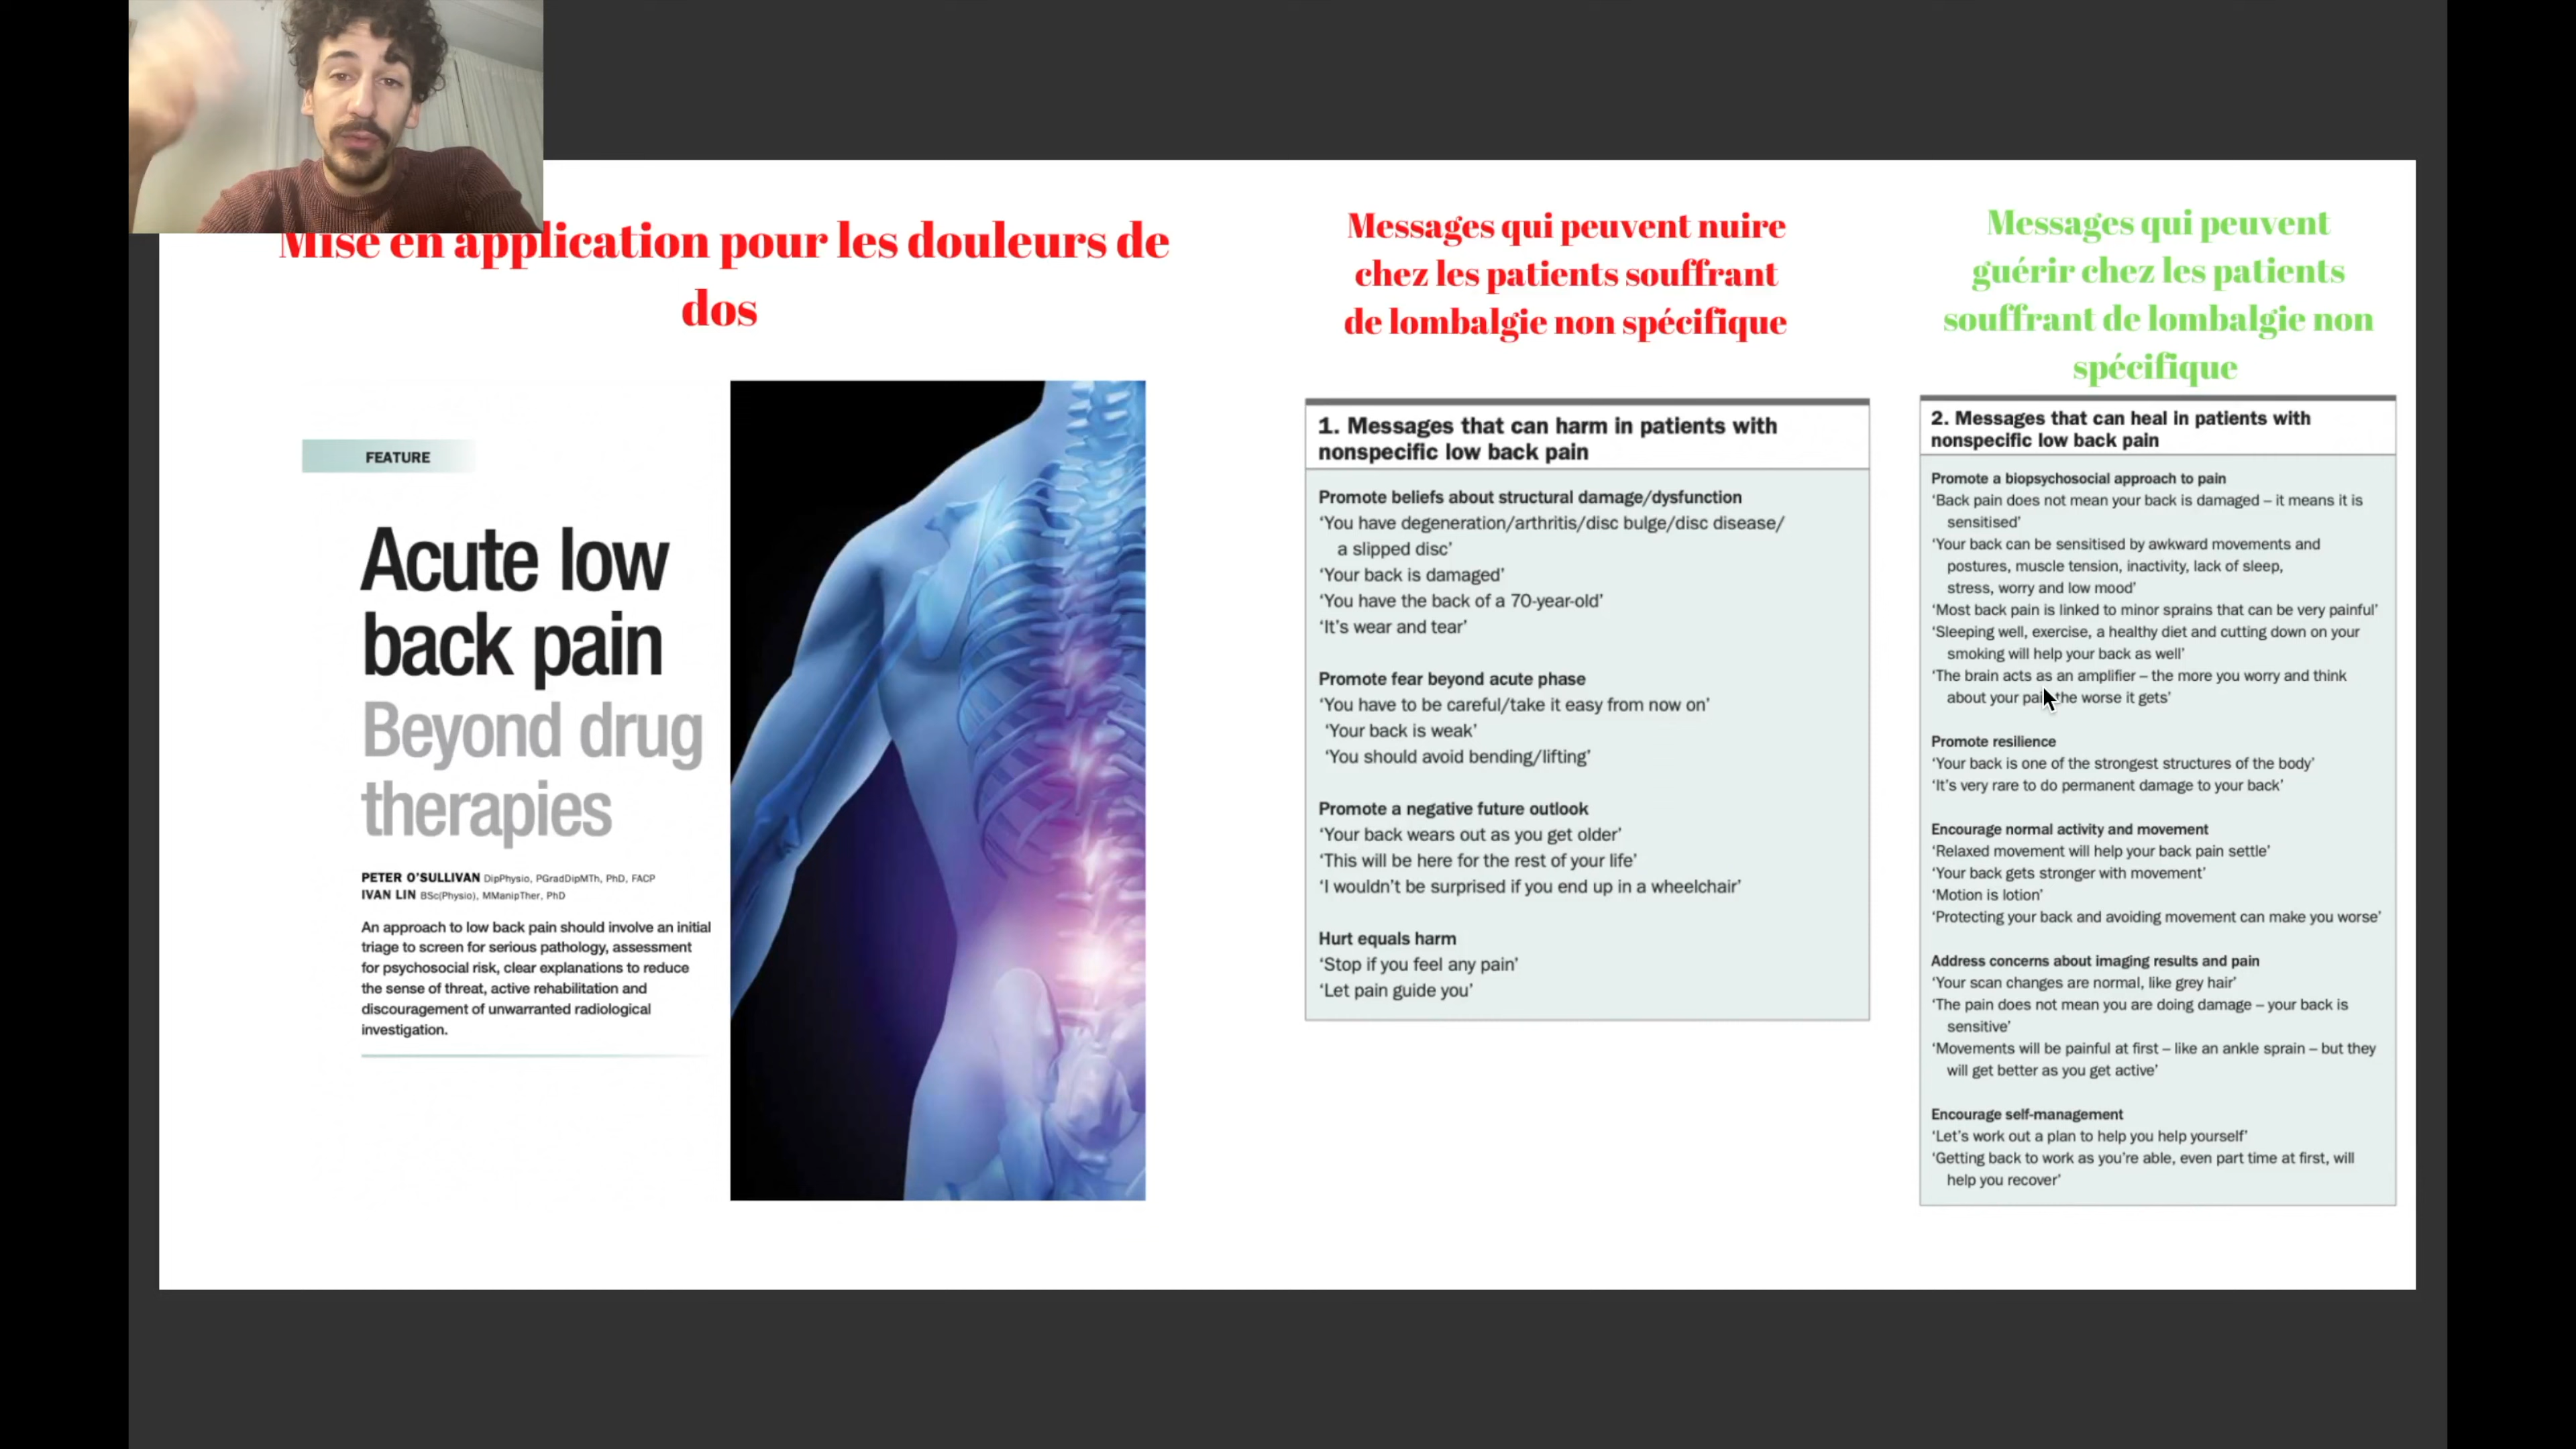 Mise en application pour les douleurs de
dos
FEATURE
Acute low
back pain
Beyond drug
therapies
PETER O'SULLIVAN DipPhysio, PGradDipMTh, PhD, FACP
IVAN LIN BSc(Physio), MManipTher, PhD
An approach to low back pain should involve an initial
triage to screen for serious pathology, assessment
for psychosocial risk, clear explanations to reduce
the sense of threat, active rehabilitation and
discouragement of unwarranted radiological
investigation.
Messages qui peuvent nuire
chez les patients souffrant
de lombalgie non spécifique
1. Messages that can harm in patients with
nonspecific low back pain
Promote beliefs about structural damage/dysfunction
‘You have degeneration/arthritis/disc bulge/disc disease/
a slipped disc’
‘Your back is damaged’
‘You have the back of a 70-year-old’
‘It’s wear and tear’
Promote fear beyond acute phase
‘You have to be careful/take it easy from now on’
‘Your back is weak’
‘You should avoid bending/lifting’
Promote a negative future outlook
‘Your back wears out as you get older’
‘This will be here for the rest of your life’
‘I wouldn’t be surprised if you end up in a wheelchair’
Hurt equals harm
‘Stop if you feel any pain’
‘Let pain guide you’
Messages qui peuvent
guérir chez les patients
souffrant de lombalgie non
spécifique
2. Messages that can heal in patients with
nonspecific low back pain
Promote a biopsychosocial approach to pain
‘Back pain does not mean your back is damaged – it means it is
sensitised’
‘Your back can be sensitised by awkward movements and
postures, muscle tension, inactivity, lack of sleep,
stress, worry and low mood’
‘Most back pain is linked to minor sprains that can be very painful’
‘Sleeping well, exercise, a healthy diet and cutting down on your
smoking will help your back as well’
‘The brain acts as an amplifier – the more you worry and think
about your pain the worse it gets’
Promote resilience
‘Your back is one of the strongest structures of the body’
‘It’s very rare to do permanent damage to your back’
Encourage normal activity and movement
‘Relaxed movement will help your back pain settle’
‘Your back gets stronger with movement’
‘Motion is lotion’
‘Protecting your back and avoiding movement can make you worse’
Address concerns about imaging results and pain
‘Your scan changes are normal, like grey hair’
‘The pain does not mean you are doing damage – your back is
sensitive’
‘Movements will be painful at first – like an ankle sprain – but they
will get better as you get active’
Encourage self-management
‘Let’s work out a plan to help you help yourself’
‘Getting back to work as you’re able, even part time at first, will
help you recover’